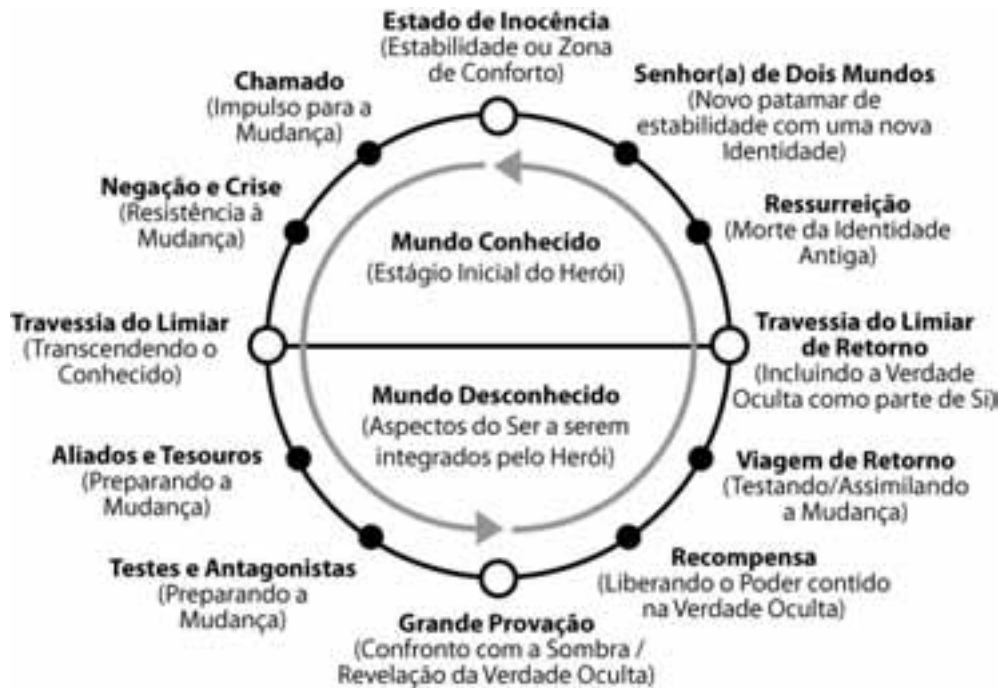 Estado de Inocência
(Estabilidade ou Zona
de Conforto)
Chamado
(Impulso para a
Mudança)
Senhor(a) de Dois Mundos
(Novo patamar de
estabilidade com uma nova
Identidade)
Negação e Crise
(Resistência à
Mudança)
Ressurreição
(Morte da Identidade
Antiga)
Mundo Conhecido
(Estágio Inicial do Herói)
Travessia do Limiar
(Transcendendo o
Conhecido)
Travessia do Limiar
de Retorno
(Incluindo a Verdade
Oculta como parte de Si)
Mundo Desconhecido
(Aspectos do Ser a serem
integrados pelo Herói)
Aliados e Tesouros
(Preparando a
Mudança)
Viagem de Retorno
(Testando/Assimilando
a Mudança)
Testes e Antagonistas
(Preparando a
Mudança)
Recompensa
(Liberando o Poder contido
na Verdade Oculta)
Grande Provação
(Confronto com a Sombra /
Revelação da Verdade Oculta)